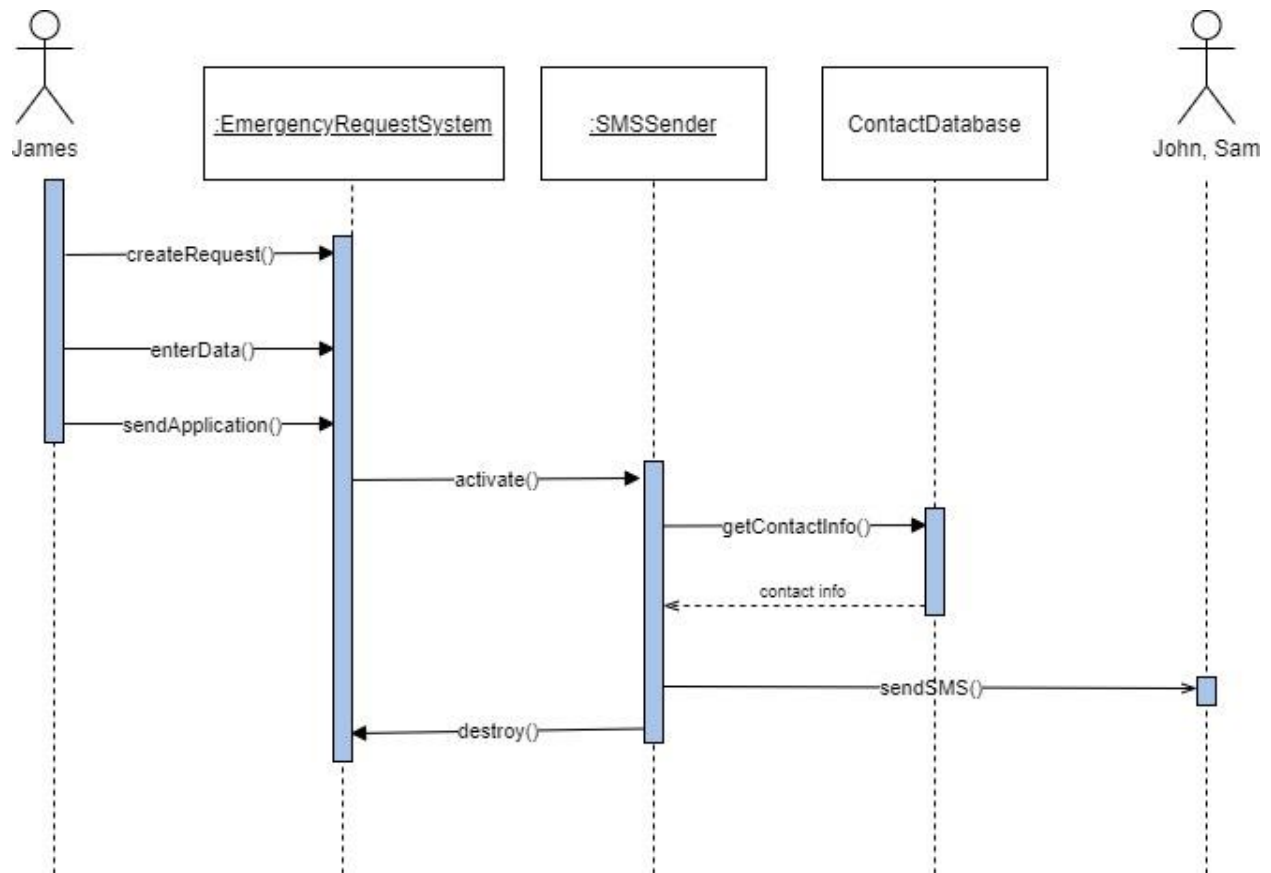 James
:EmergencyRequestSystem
:SMSSender
ContactDatabase
John, Sam
createRequest()
enterData()
sendApplication()
activate()
getContactInfo()
contact info
sendSMS()
destroy()